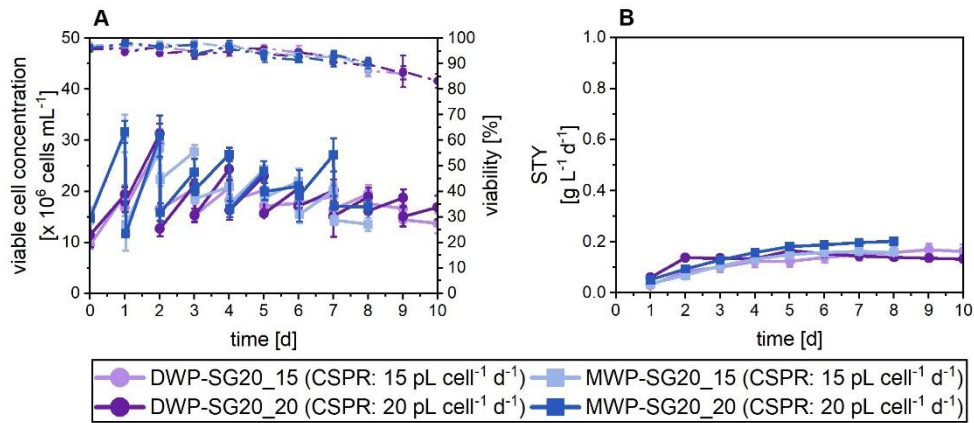 A
viable cell concentration
[x 10⁶ cells mL⁻¹]
50
40
30
20
10
0
100
90
80
70
60
50
40
30
20
10
0
viability [%]
0 1 2 3 4 5 6 7 8 9 10
time [d]
B
STY
[g L⁻¹ d⁻¹]
1.0
0.8
0.6
0.4
0.2
0.0
0 1 2 3 4 5 6 7 8 9 10
time [d]
DWP-SG20_15 (CSPR: 15 pL cell⁻¹ d⁻¹)
MWP-SG20_15 (CSPR: 15 pL cell⁻¹ d⁻¹)
DWP-SG20_20 (CSPR: 20 pL cell⁻¹ d⁻¹)
MWP-SG20_20 (CSPR: 20 pL cell⁻¹ d⁻¹)